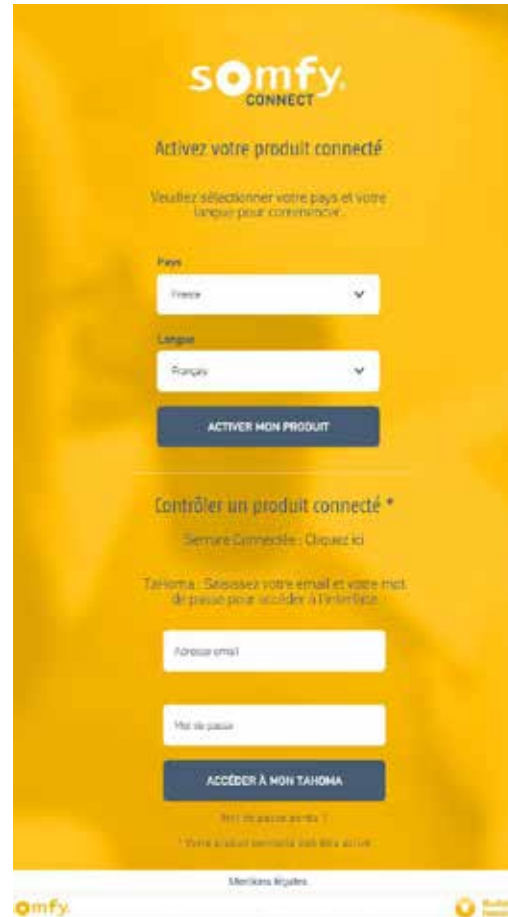 somfy.
CONNECT
Activez votre produit connecté
Veuillez sélectionner votre pays et votre
langue pour commencer.
Pays
France
Langue
Français
ACTIVER MON PRODUIT
Contrôler un produit connecté *
Serrure Connectée : Cliquez ici
TaHoma : Saisissez votre email et votre mot
de passe pour accéder à l'interface
Adresse email
Mot de passe
ACCÉDER À MON TAHOMA
Mot de passe perdu ?
* Votre produit connecté doit être activé
Mentions légales
somfy.